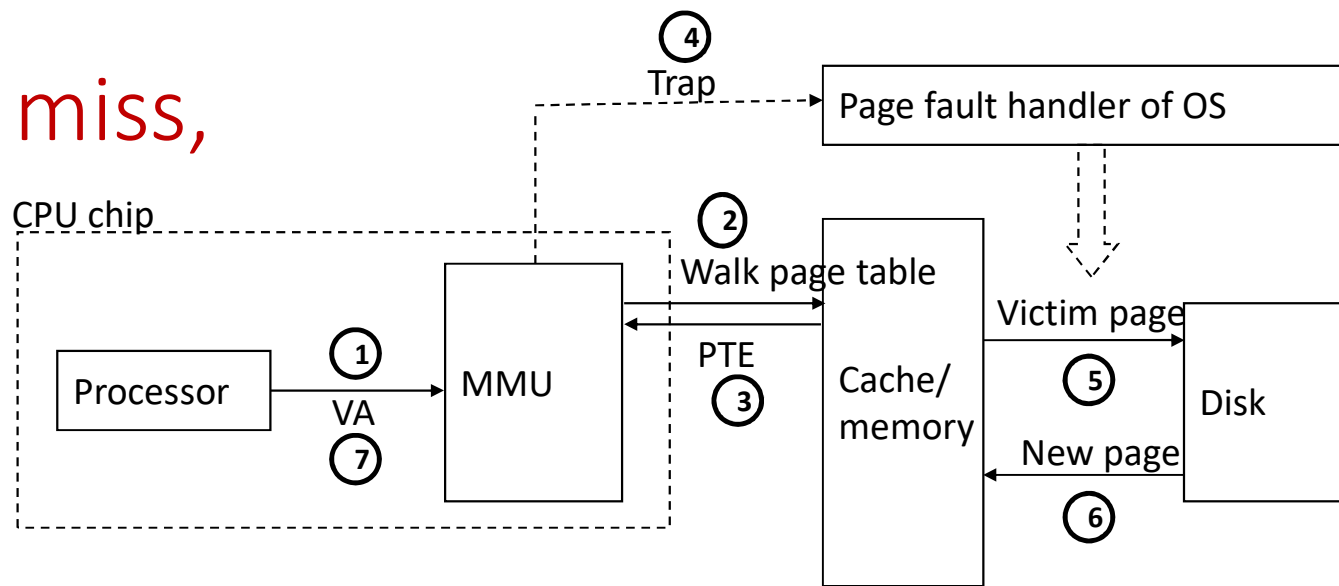 4
Trap
miss,
Page fault handler of OS
CPU chip
2
Walk page table
Victim page
1
PTE
5
Processor
MMU
Cache/
memory
Disk
VA
3
7
New page
6